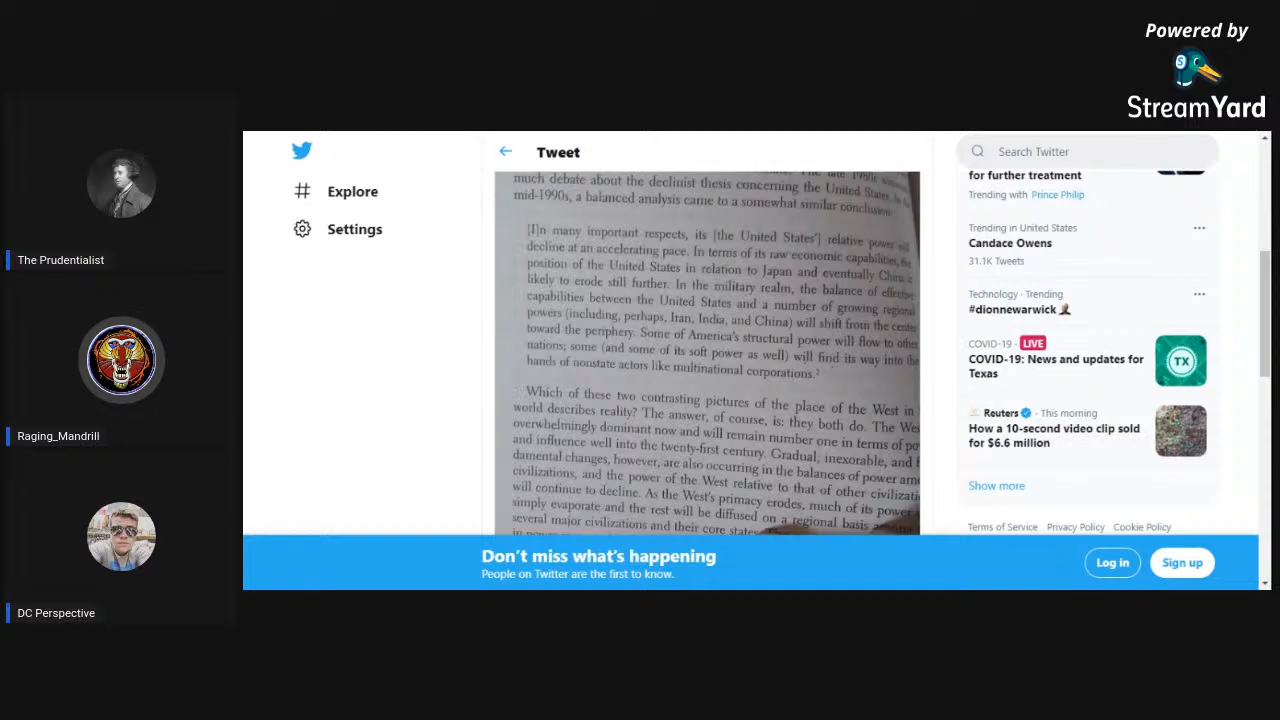 Powered by
StreamYard
The Prudentialist
Raging_Mandrill
DC Perspective
Explore
Settings
Tweet
much debate about the declinist thesis concerning the United States.
mid-1990s, a balanced analysis came to a somewhat similar conclusion:
[I]n many important respects, its [the United States'] relative power will
decline at an accelerating pace. In terms of its raw economic capabilities, the
position of the United States in relation to Japan and eventually China is
likely to erode still further. In the military realm, the balance of effective
capabilities between the United States and a number of growing regional
powers (including, perhaps, Iran, India, and China) will shift from the center
toward the periphery. Some of America's structural power will flow to other
nations; some (and some of its soft power as well) will find its way into the
hands of nonstate actors like multinational corporations.²
Which of these two contrasting pictures of the place of the West in
world describes reality? The answer, of course, is: they both do. The Wes
overwhelmingly dominant now and will remain number one in terms of po
and influence well into the twenty-first century. Gradual, inexorable, and f
damental changes, however, are also occurring in the balances of power amo
civilizations, and the power of the West relative to that of other civilizati
will continue to decline. As the West's primacy erodes, much of its power
simply evaporate and the rest will be diffused on a regional basis among
several major civilizations and their core states.
Search Twitter
for further treatment
Trending with Prince Philip
Trending in United States
Candace Owens
31.1K Tweets
Technology · Trending
#dionnewarwick
COVID-19 · LIVE
COVID-19: News and updates for
Texas
TX
Reuters · This morning
How a 10-second video clip sold
for $6.6 million
Show more
Terms of Service Privacy Policy Cookie Policy
Don't miss what's happening
People on Twitter are the first to know.
Log in
Sign up